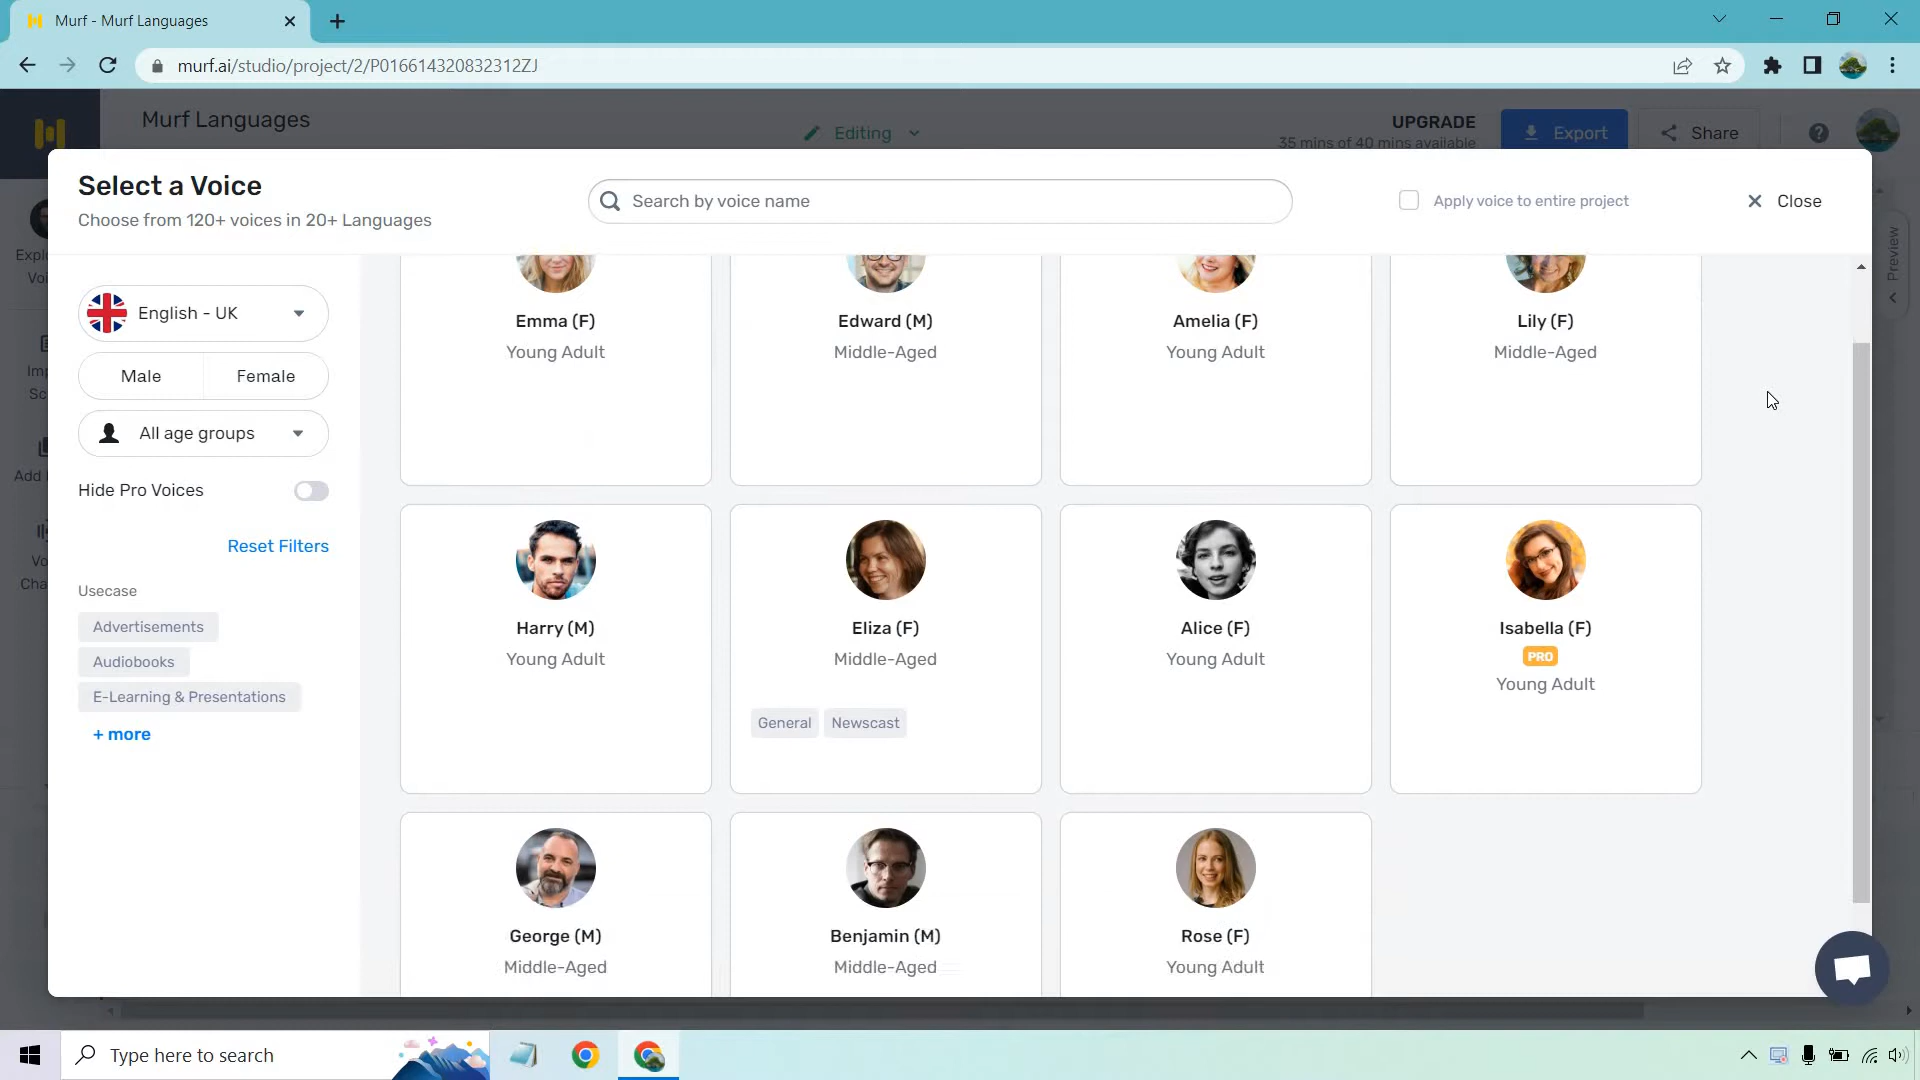 Murf - Murf Languages
murf.ai/studio/project/2/P016614320832312ZJ
Murf Languages
Editing
UPGRADE
35 mins of 40 mins available
Export
Share
Select a Voice
Choose from 120+ voices in 20+ Languages
Search by voice name
Apply voice to entire project
Close
Preview
English - UK
Male
Female
All age groups
Hide Pro Voices
Reset Filters
Usecase
Advertisements
Audiobooks
E-Learning & Presentations
+ more
Emma (F)
Young Adult
Edward (M)
Middle-Aged
Amelia (F)
Young Adult
Lily (F)
Middle-Aged
Harry (M)
Young Adult
Eliza (F)
Middle-Aged
General
Newscast
Alice (F)
Young Adult
Isabella (F)
PRO
Young Adult
George (M)
Middle-Aged
Benjamin (M)
Middle-Aged
Rose (F)
Young Adult
Type here to search